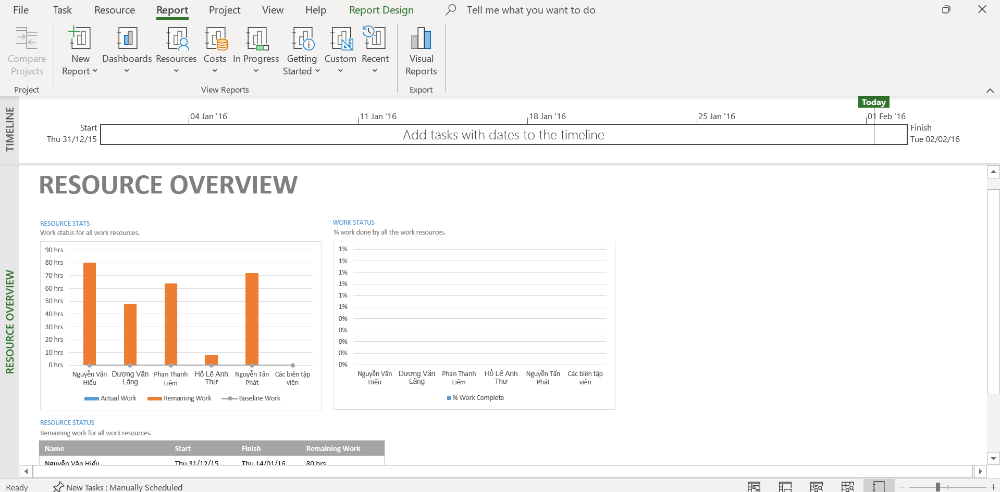 File Task Resource Report Project View Help Report Design Tell me what you want to do
Compare Projects
New Report
Dashboards
Resources
Costs
In Progress
Getting Started
Custom
Recent
Visual Reports
Project View Reports Export
TIMELINE
Today
04 Jan '16 11 Jan '16 18 Jan '16 25 Jan '16 01 Feb '16
Start
Thu 31/12/15
Add tasks with dates to the timeline
Finish
Tue 02/02/16
RESOURCE OVERVIEW
RESOURCE OVERVIEW
RESOURCE STATS
Work status for all work resources.
90 hrs
80 hrs
70 hrs
60 hrs
50 hrs
40 hrs
30 hrs
20 hrs
10 hrs
0 hrs
Nguyễn Văn Hiếu
Dương Văn Lăng
Phan Thanh Liêm
Hồ Lê Anh Thư
Nguyễn Tấn Phát
Các biên tập viên
Actual Work Remaining Work Baseline Work
WORK STATUS
% work done by all the work resources.
1%
1%
1%
1%
1%
1%
0%
0%
0%
0%
0%
Nguyễn Văn Hiếu
Dương Văn Lăng
Phan Thanh Liêm
Hồ Lê Anh Thư
Nguyễn Tấn Phát
Các biên tập viên
% Work Complete
RESOURCE STATUS
Remaining work for all work resources.
Name Start Finish Remaining Work
Nguyễn Văn Hiếu Thu 31/12/15 Thu 14/01/16 80 hrs
Ready New Tasks : Manually Scheduled